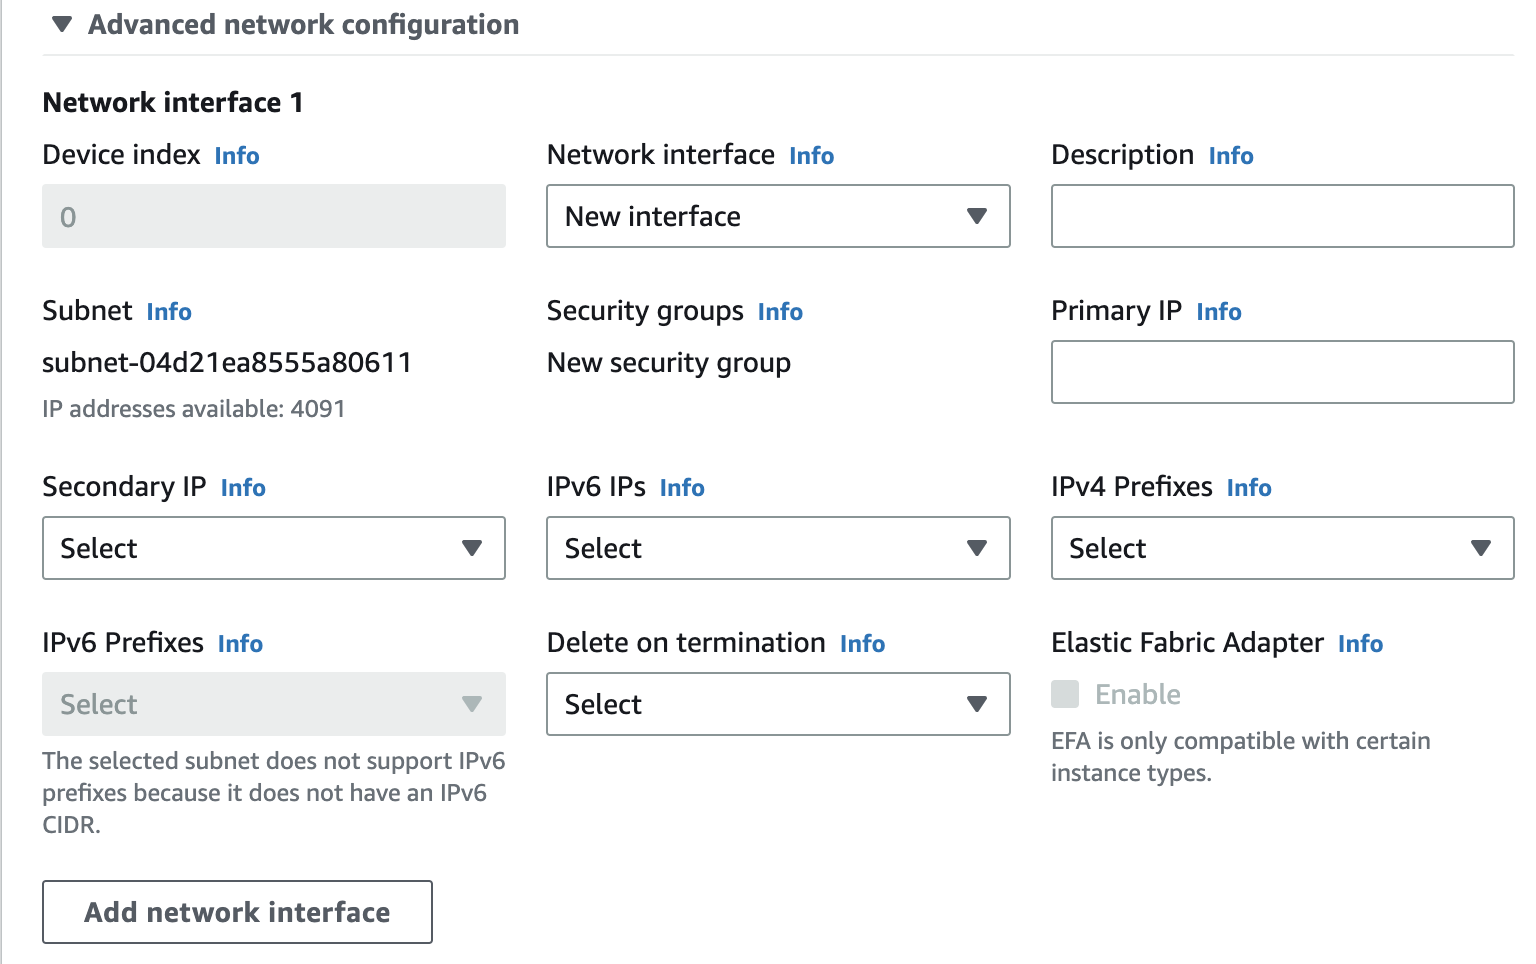 Advanced network configuration
Network interface 1
Device index Info
0
Network interface Info
New interface
Description Info
Subnet Info
subnet-04d21ea8555a80611
IP addresses available: 4091
Security groups Info
New security group
Primary IP Info
Secondary IP Info
Select
IPv6 IPs Info
Select
IPv4 Prefixes Info
Select
IPv6 Prefixes Info
Select
The selected subnet does not support IPv6
prefixes because it does not have an IPv6
CIDR.
Delete on termination Info
Select
Elastic Fabric Adapter Info
Enable
EFA is only compatible with certain
instance types.
Add network interface